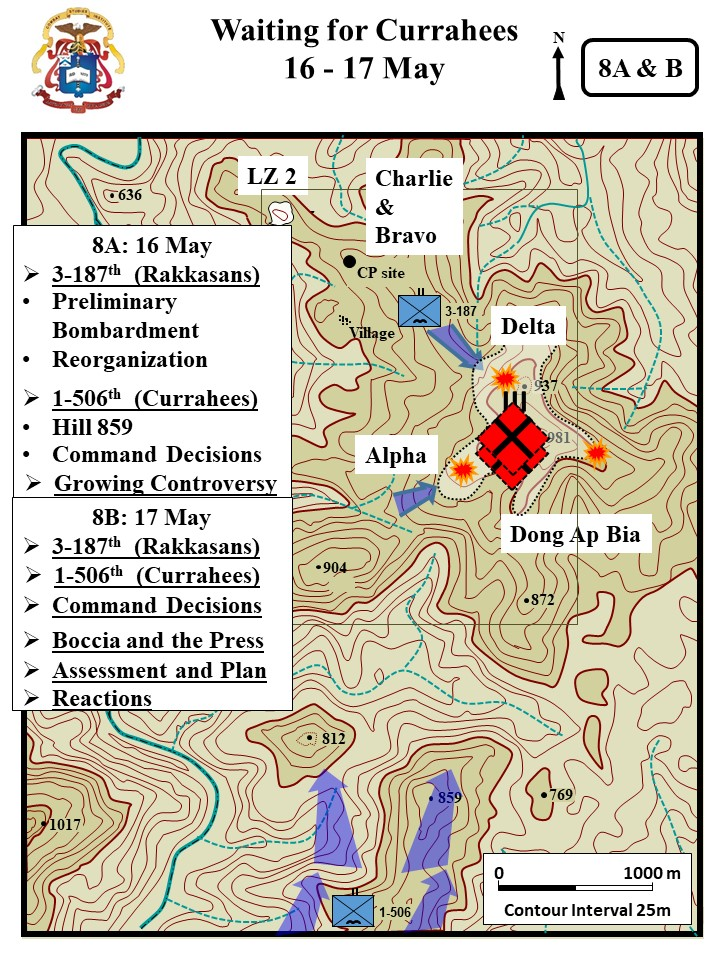 Waiting for Currahees
16 - 17 May
N
8A & B
636
LZ 2
Charlie
&
Bravo
8A: 16 May
➢ 3-187th (Rakkasans)
• Preliminary
Bombardment
• Reorganization
➢ 1-506th (Currahees)
• Hill 859
• Command Decisions
➢ Growing Controversy
8B: 17 May
➢ 3-187th (Rakkasans)
➢ 1-506th (Currahees)
➢ Command Decisions
➢ Boccia and the Press
➢ Assessment and Plan
➢ Reactions
CP site
3-187
Village
Delta
937
981
Alpha
Dong Ap Bia
904
872
812
859
769
1017
1-506
0 1000 m
Contour Interval 25m